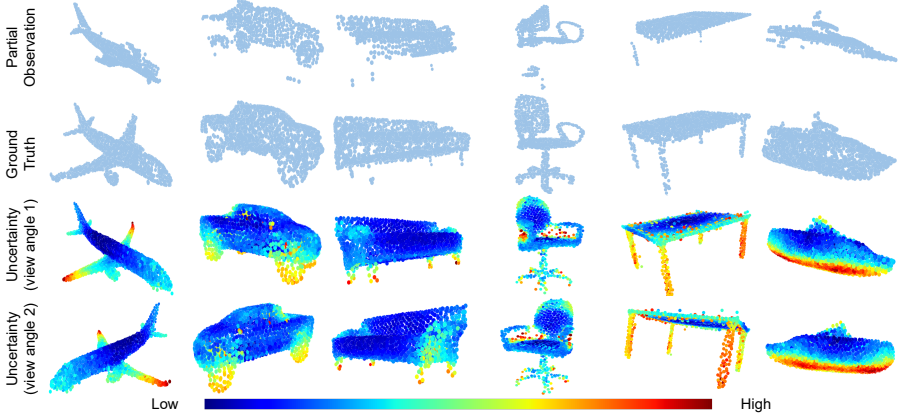 Partial
Observation
Ground
Truth
Uncertainty
(view angle 1)
Uncertainty
(view angle 2)
Low
High